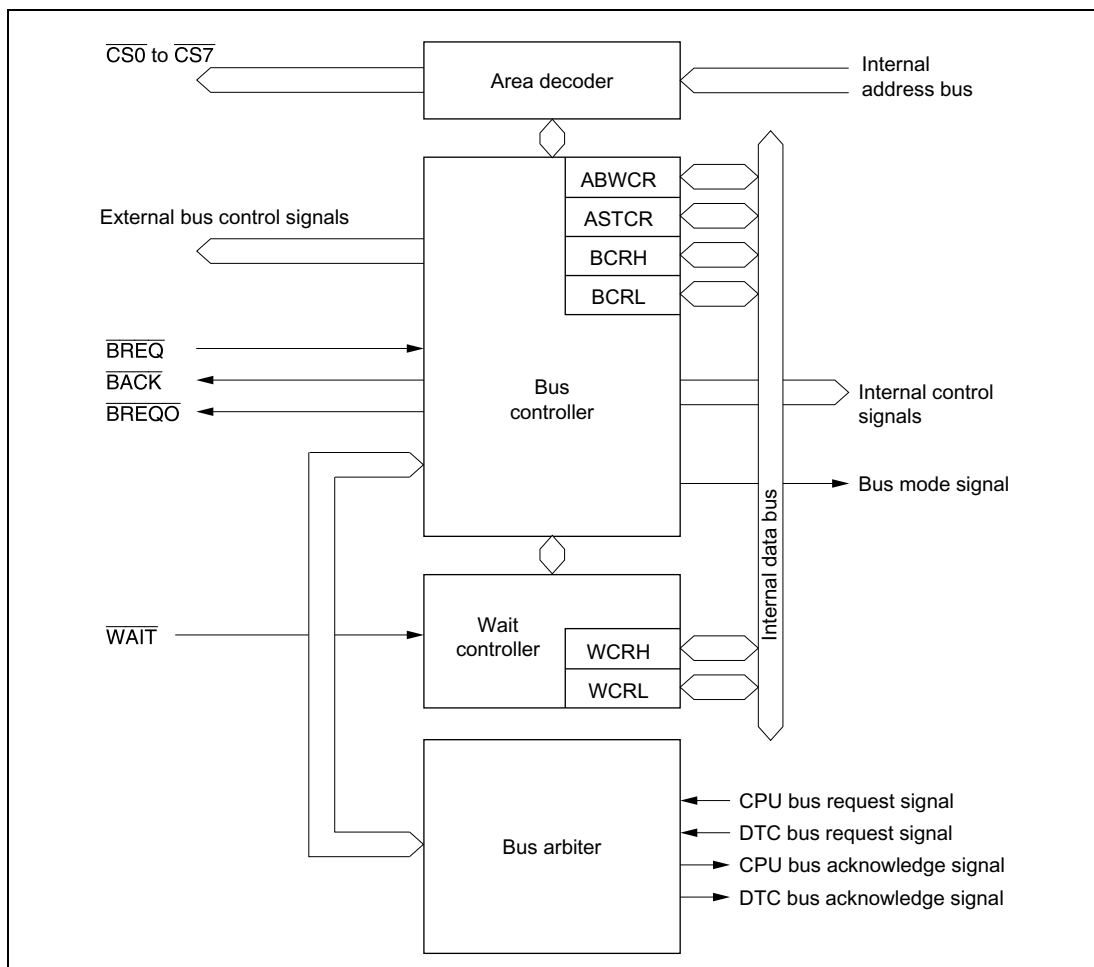 CS0 to CS7
Area decoder
Internal
address bus
ABWCR
ASTCR
External bus control signals
BCRH
BCRL
BREQ
BACK
BREQO
Bus
controller
Internal control
signals
Bus mode signal
Internal data bus
WAIT
Wait
controller
WCRH
WCRL
CPU bus request signal
DTC bus request signal
Bus arbiter
CPU bus acknowledge signal
DTC bus acknowledge signal